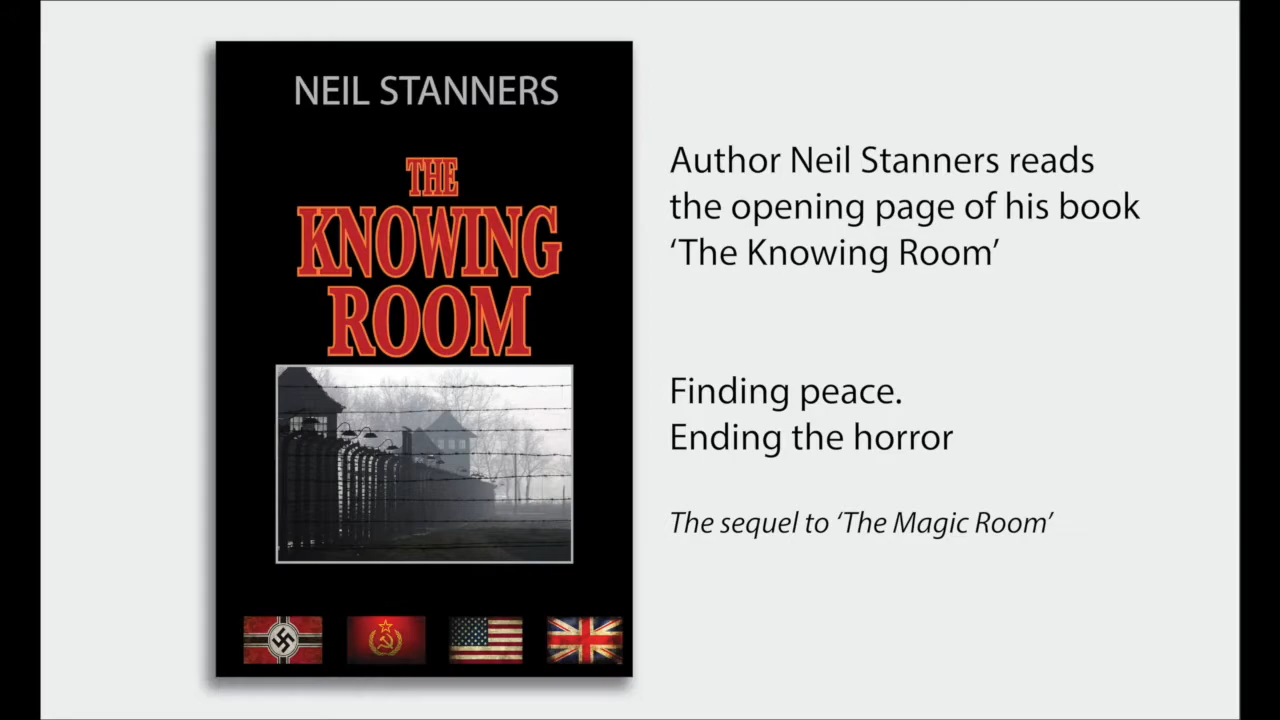 NEIL STANNERS
THE
KNOWING
ROOM
Author Neil Stanners reads
the opening page of his book
‘The Knowing Room’
Finding peace.
Ending the horror
The sequel to ‘The Magic Room’